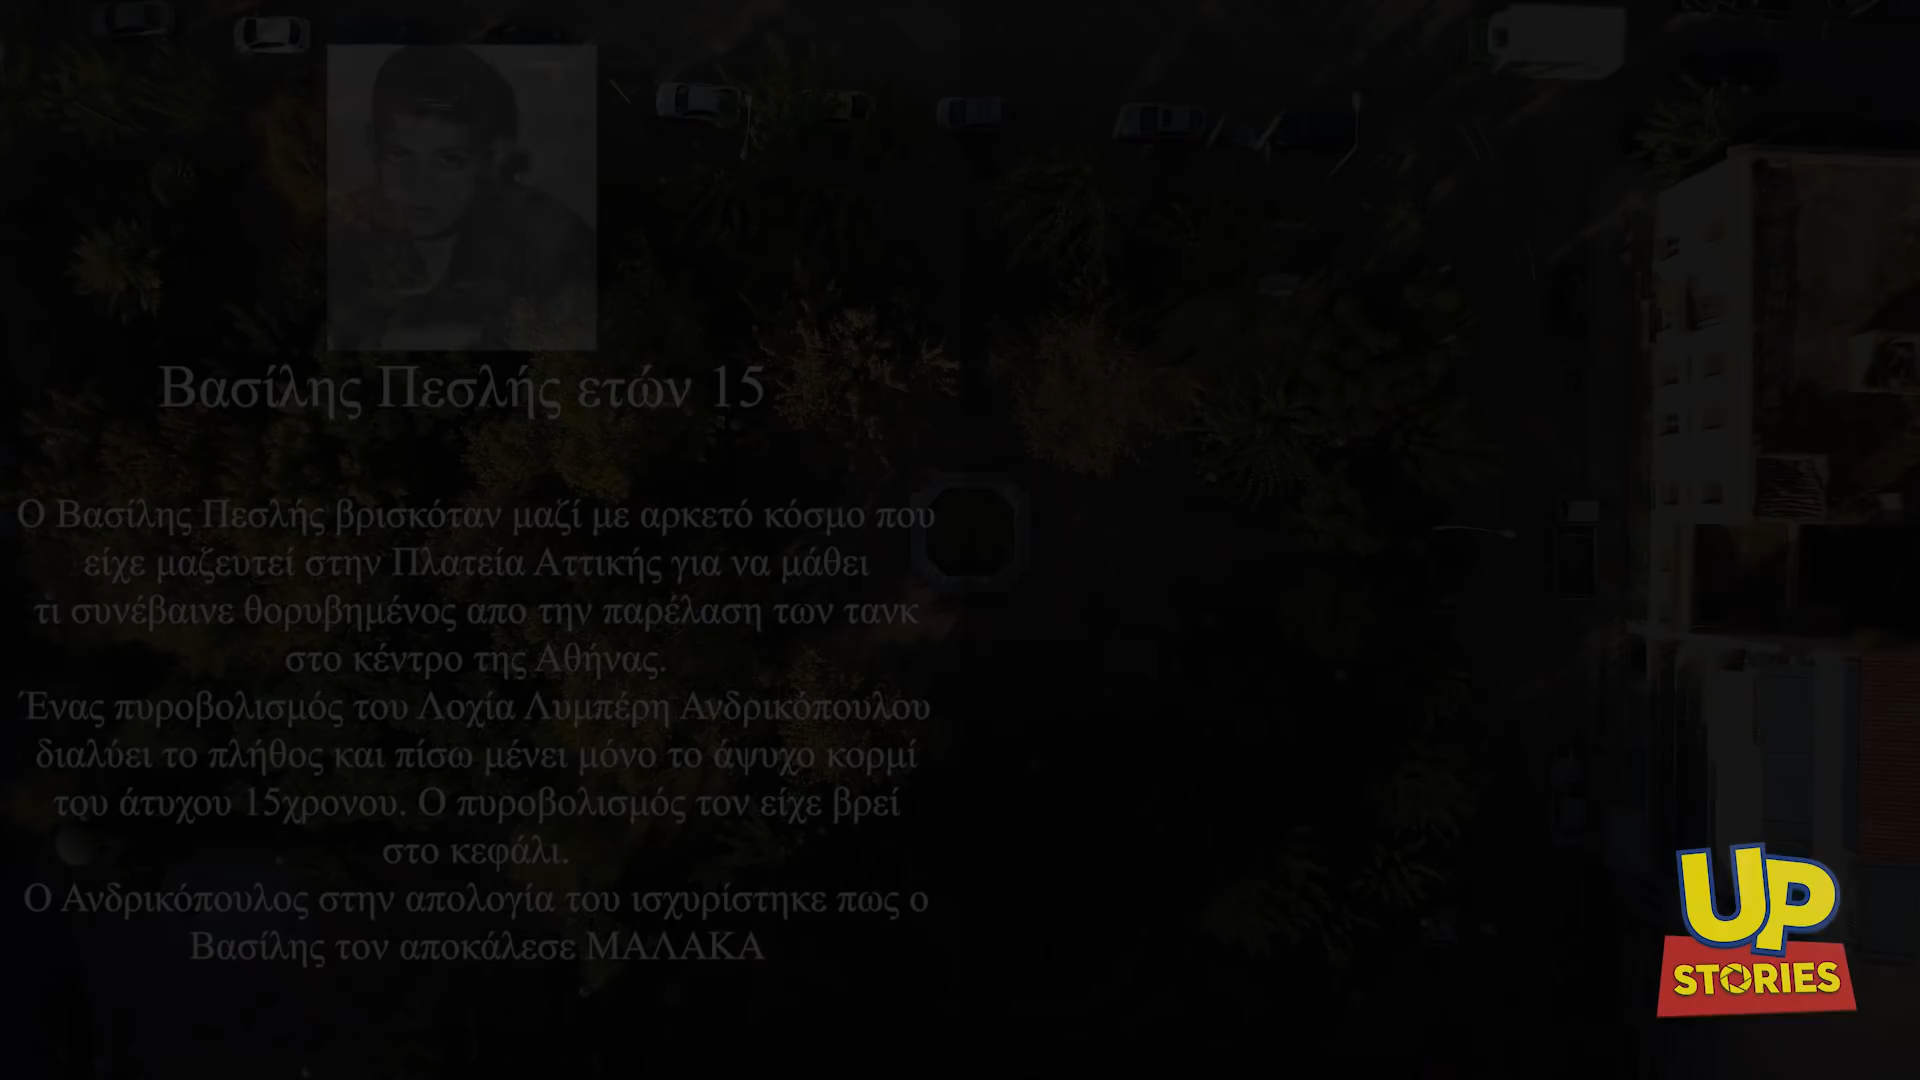 Βασίλης Πεσλής ετών 15
Ο Βασίλης Πεσλής βρισκόταν μαζί με αρκετό κόσμο που
είχε μαζευτεί στην Πλατεία Αττικής για να μάθει
τι συνέβαινε θορυβημένος απο την παρέλαση των τανκ
στο κέντρο της Αθήνας.
Ένας πυροβολισμός του Λοχία Λυμπέρη Ανδρικόπουλου
διαλύει το πλήθος και πίσω μένει μόνο το άψυχο κορμί
του άτυχου 15χρονου. Ο πυροβολισμός τον είχε βρεί
στο κεφάλι.
Ο Ανδρικόπουλος στην απολογία του ισχυρίστηκε πως ο
Βασίλης τον αποκάλεσε ΜΑΛΑΚΑ
UP
STORIES